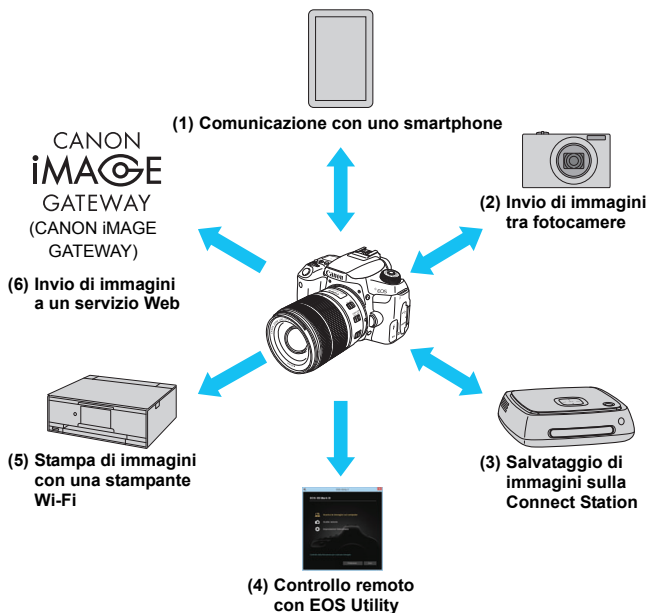 (1) Comunicazione con uno smartphone
CANON
iMAGE
GATEWAY
(CANON iMAGE
GATEWAY)
(2) Invio di immagini
tra fotocamere
(6) Invio di immagini
a un servizio Web
Canon
EOS
(5) Stampa di immagini
con una stampante
Wi-Fi
(3) Salvataggio di
immagini sulla
Connect Station
(4) Controllo remoto
con EOS Utility